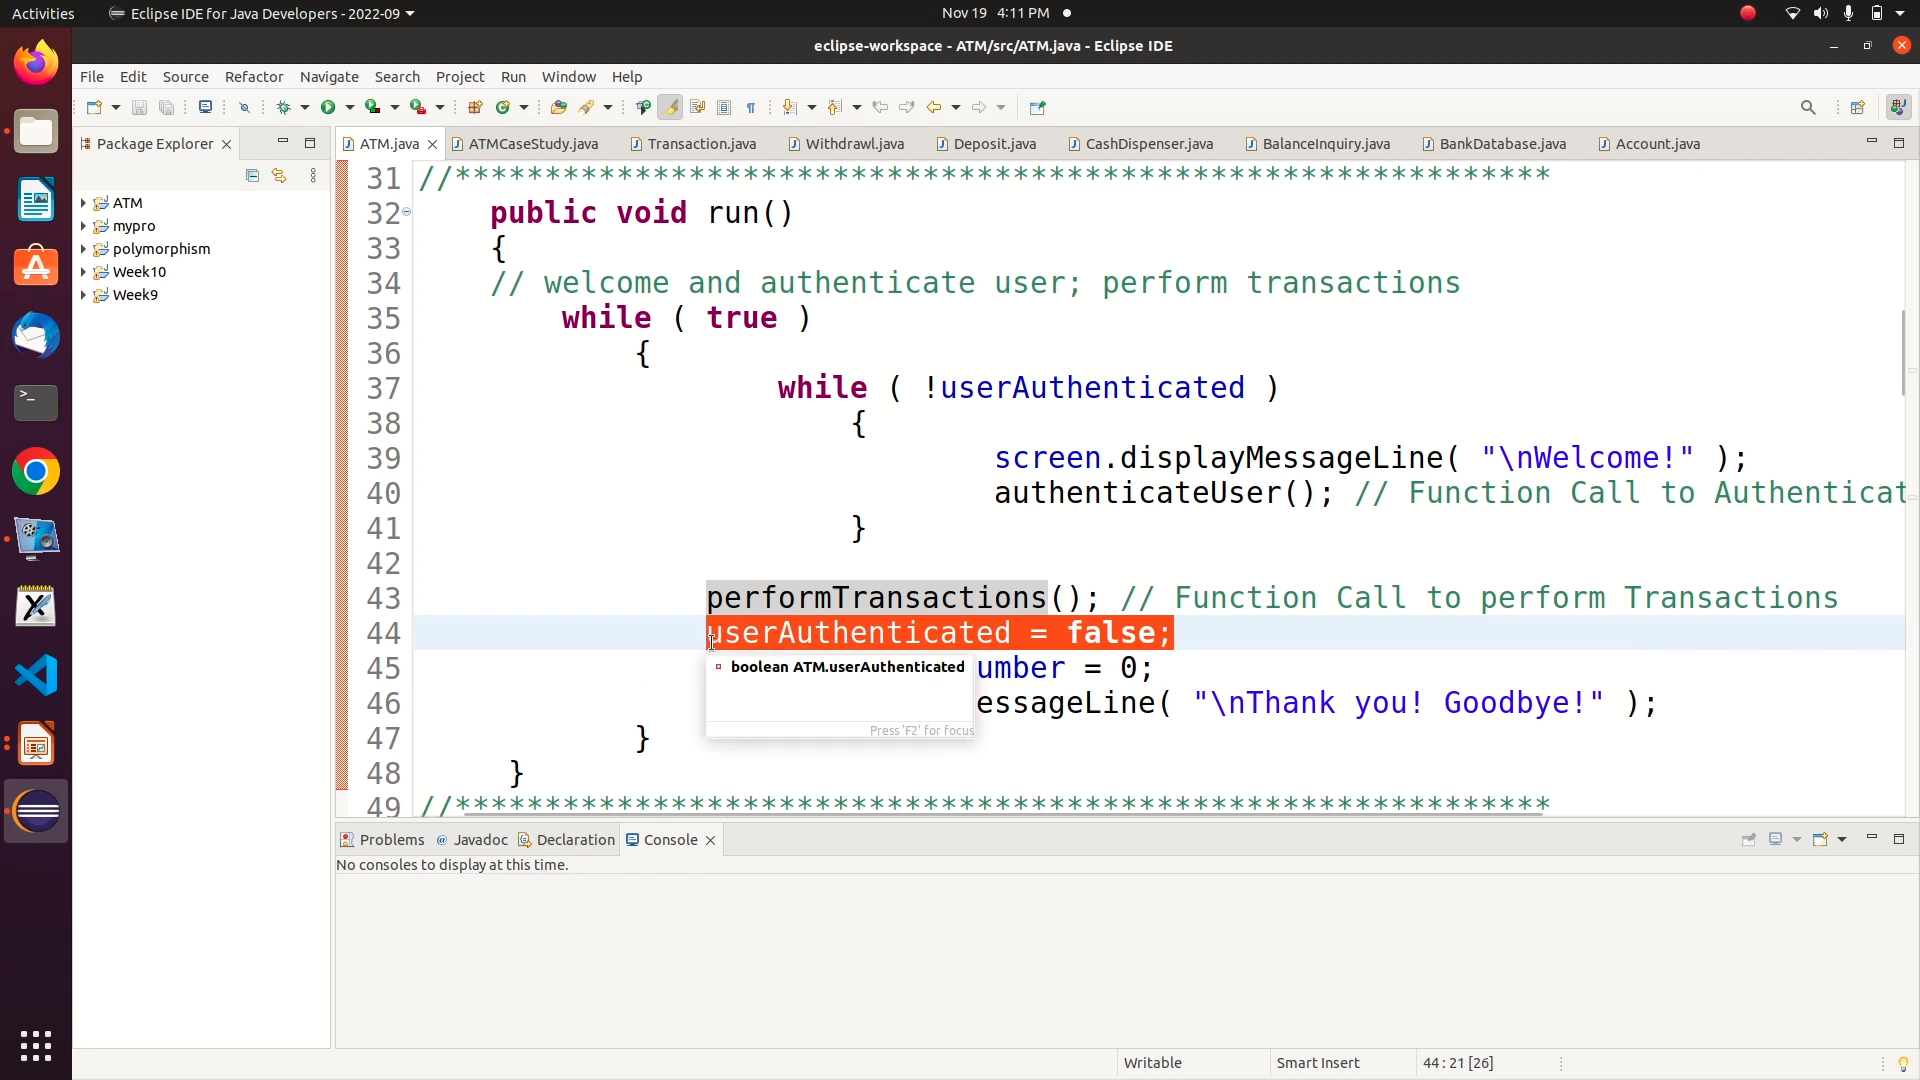 Activities Eclipse IDE for Java Developers - 2022-09 Nov 19 4:11 PM
eclipse-workspace - ATM/src/ATM.java - Eclipse IDE
File Edit Source Refactor Navigate Search Project Run Window Help
Package Explorer
ATM.java ATMCaseStudy.java Transaction.java Withdrawl.java Deposit.java CashDispenser.java BalanceInquiry.java BankDatabase.java Account.java
ATM
mypro
polymorphism
Week10
Week9
31 //*************************************************************
32 public void run()
33 {
34 // welcome and authenticate user; perform transactions
35 while ( true )
36 {
37 while ( !userAuthenticated )
38 {
39 screen.displayMessageLine( "\nWelcome!" );
40 authenticateUser(); // Function Call to Authenticat
41 }
42
43 performTransactions(); // Function Call to perform Transactions
44 userAuthenticated = false;
45 umber = 0;
46 essageLine( "\nThank you! Goodbye!" );
47 }
48 }
49 //*************************************************************
boolean ATM.userAuthenticated
Press 'F2' for focus
Problems Javadoc Declaration Console
No consoles to display at this time.
Writable Smart Insert 44 : 21 [26]